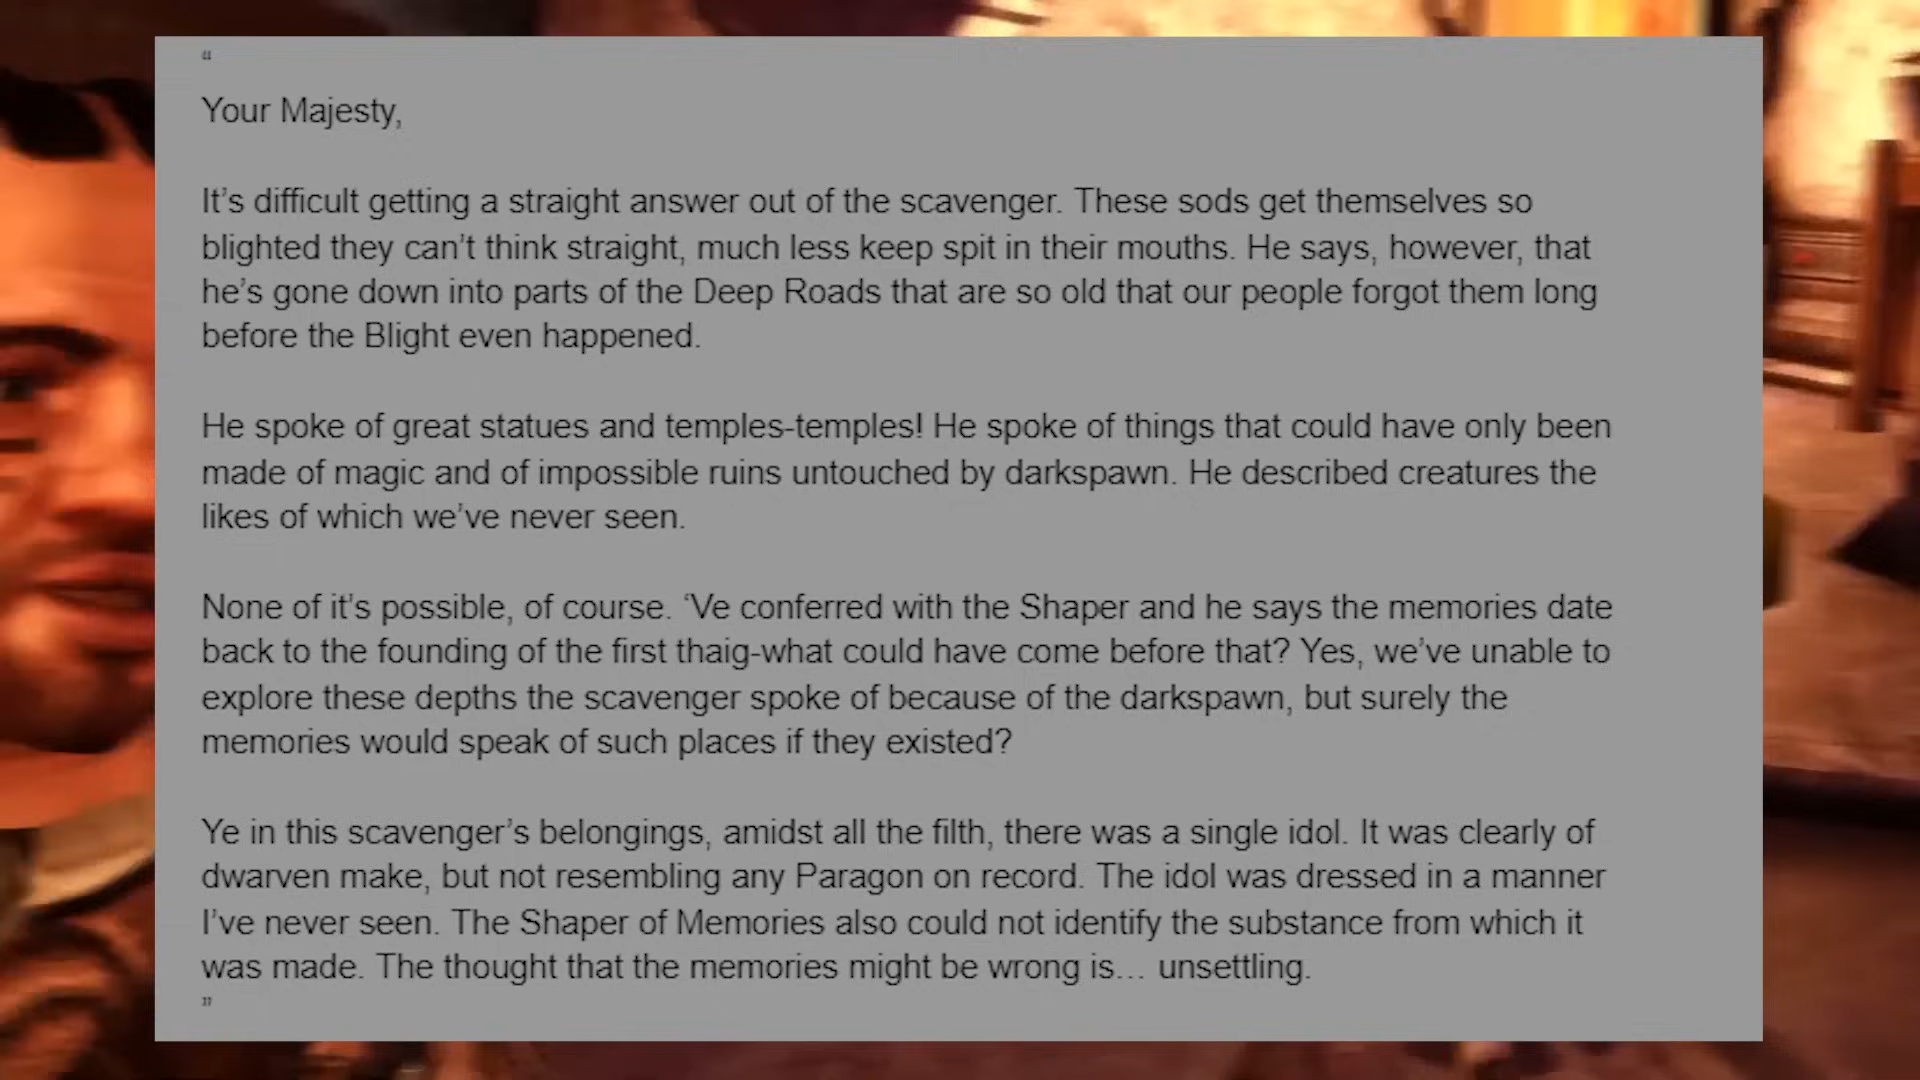 “
Your Majesty,
It’s difficult getting a straight answer out of the scavenger. These sods get themselves so
blighted they can’t think straight, much less keep spit in their mouths. He says, however, that
he’s gone down into parts of the Deep Roads that are so old that our people forgot them long
before the Blight even happened.
He spoke of great statues and temples-temples! He spoke of things that could have only been
made of magic and of impossible ruins untouched by darkspawn. He described creatures the
likes of which we’ve never seen.
None of it’s possible, of course. ‘Ve conferred with the Shaper and he says the memories date
back to the founding of the first thaig-what could have come before that? Yes, we’ve unable to
explore these depths the scavenger spoke of because of the darkspawn, but surely the
memories would speak of such places if they existed?
Ye in this scavenger’s belongings, amidst all the filth, there was a single idol. It was clearly of
dwarven make, but not resembling any Paragon on record. The idol was dressed in a manner
I’ve never seen. The Shaper of Memories also could not identify the substance from which it
was made. The thought that the memories might be wrong is… unsettling.
”